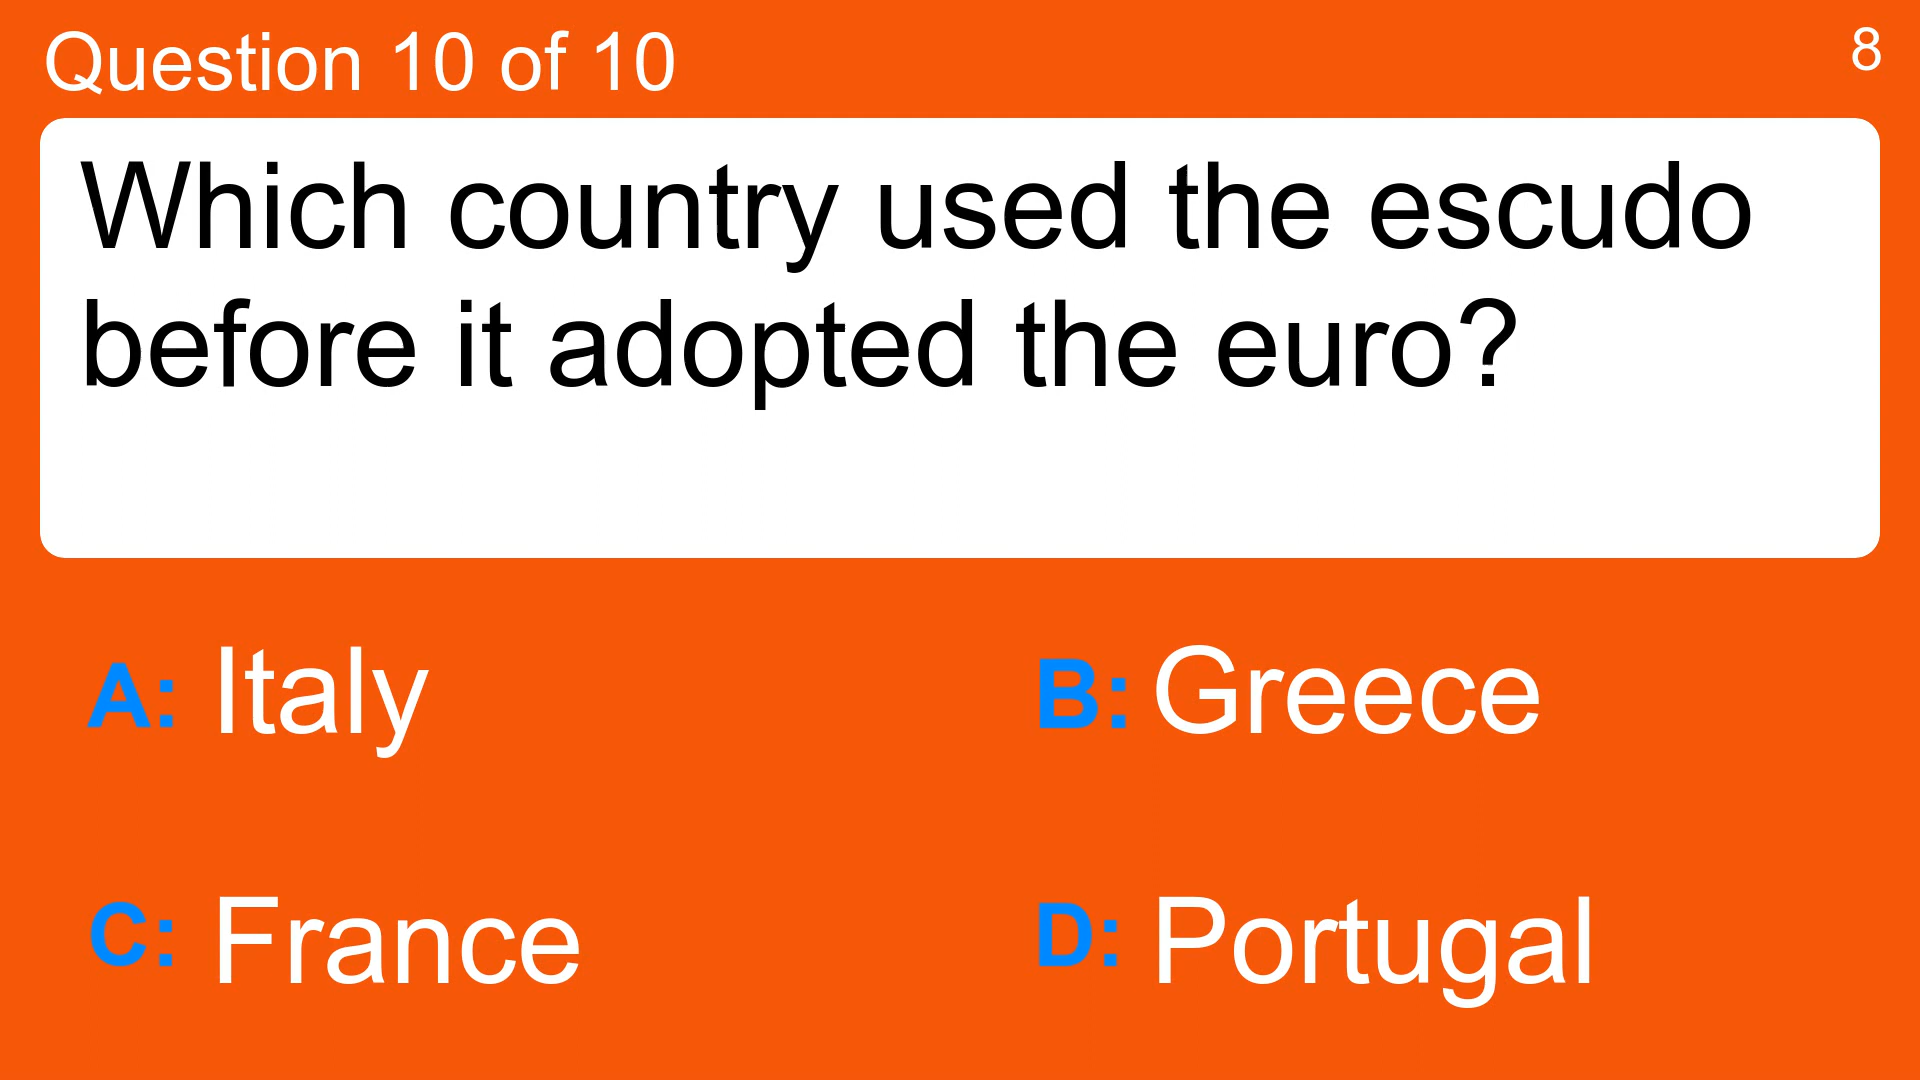 Question 10 of 10
8
Which country used the escudo
before it adopted the euro?
A: Italy
B: Greece
C: France
D: Portugal